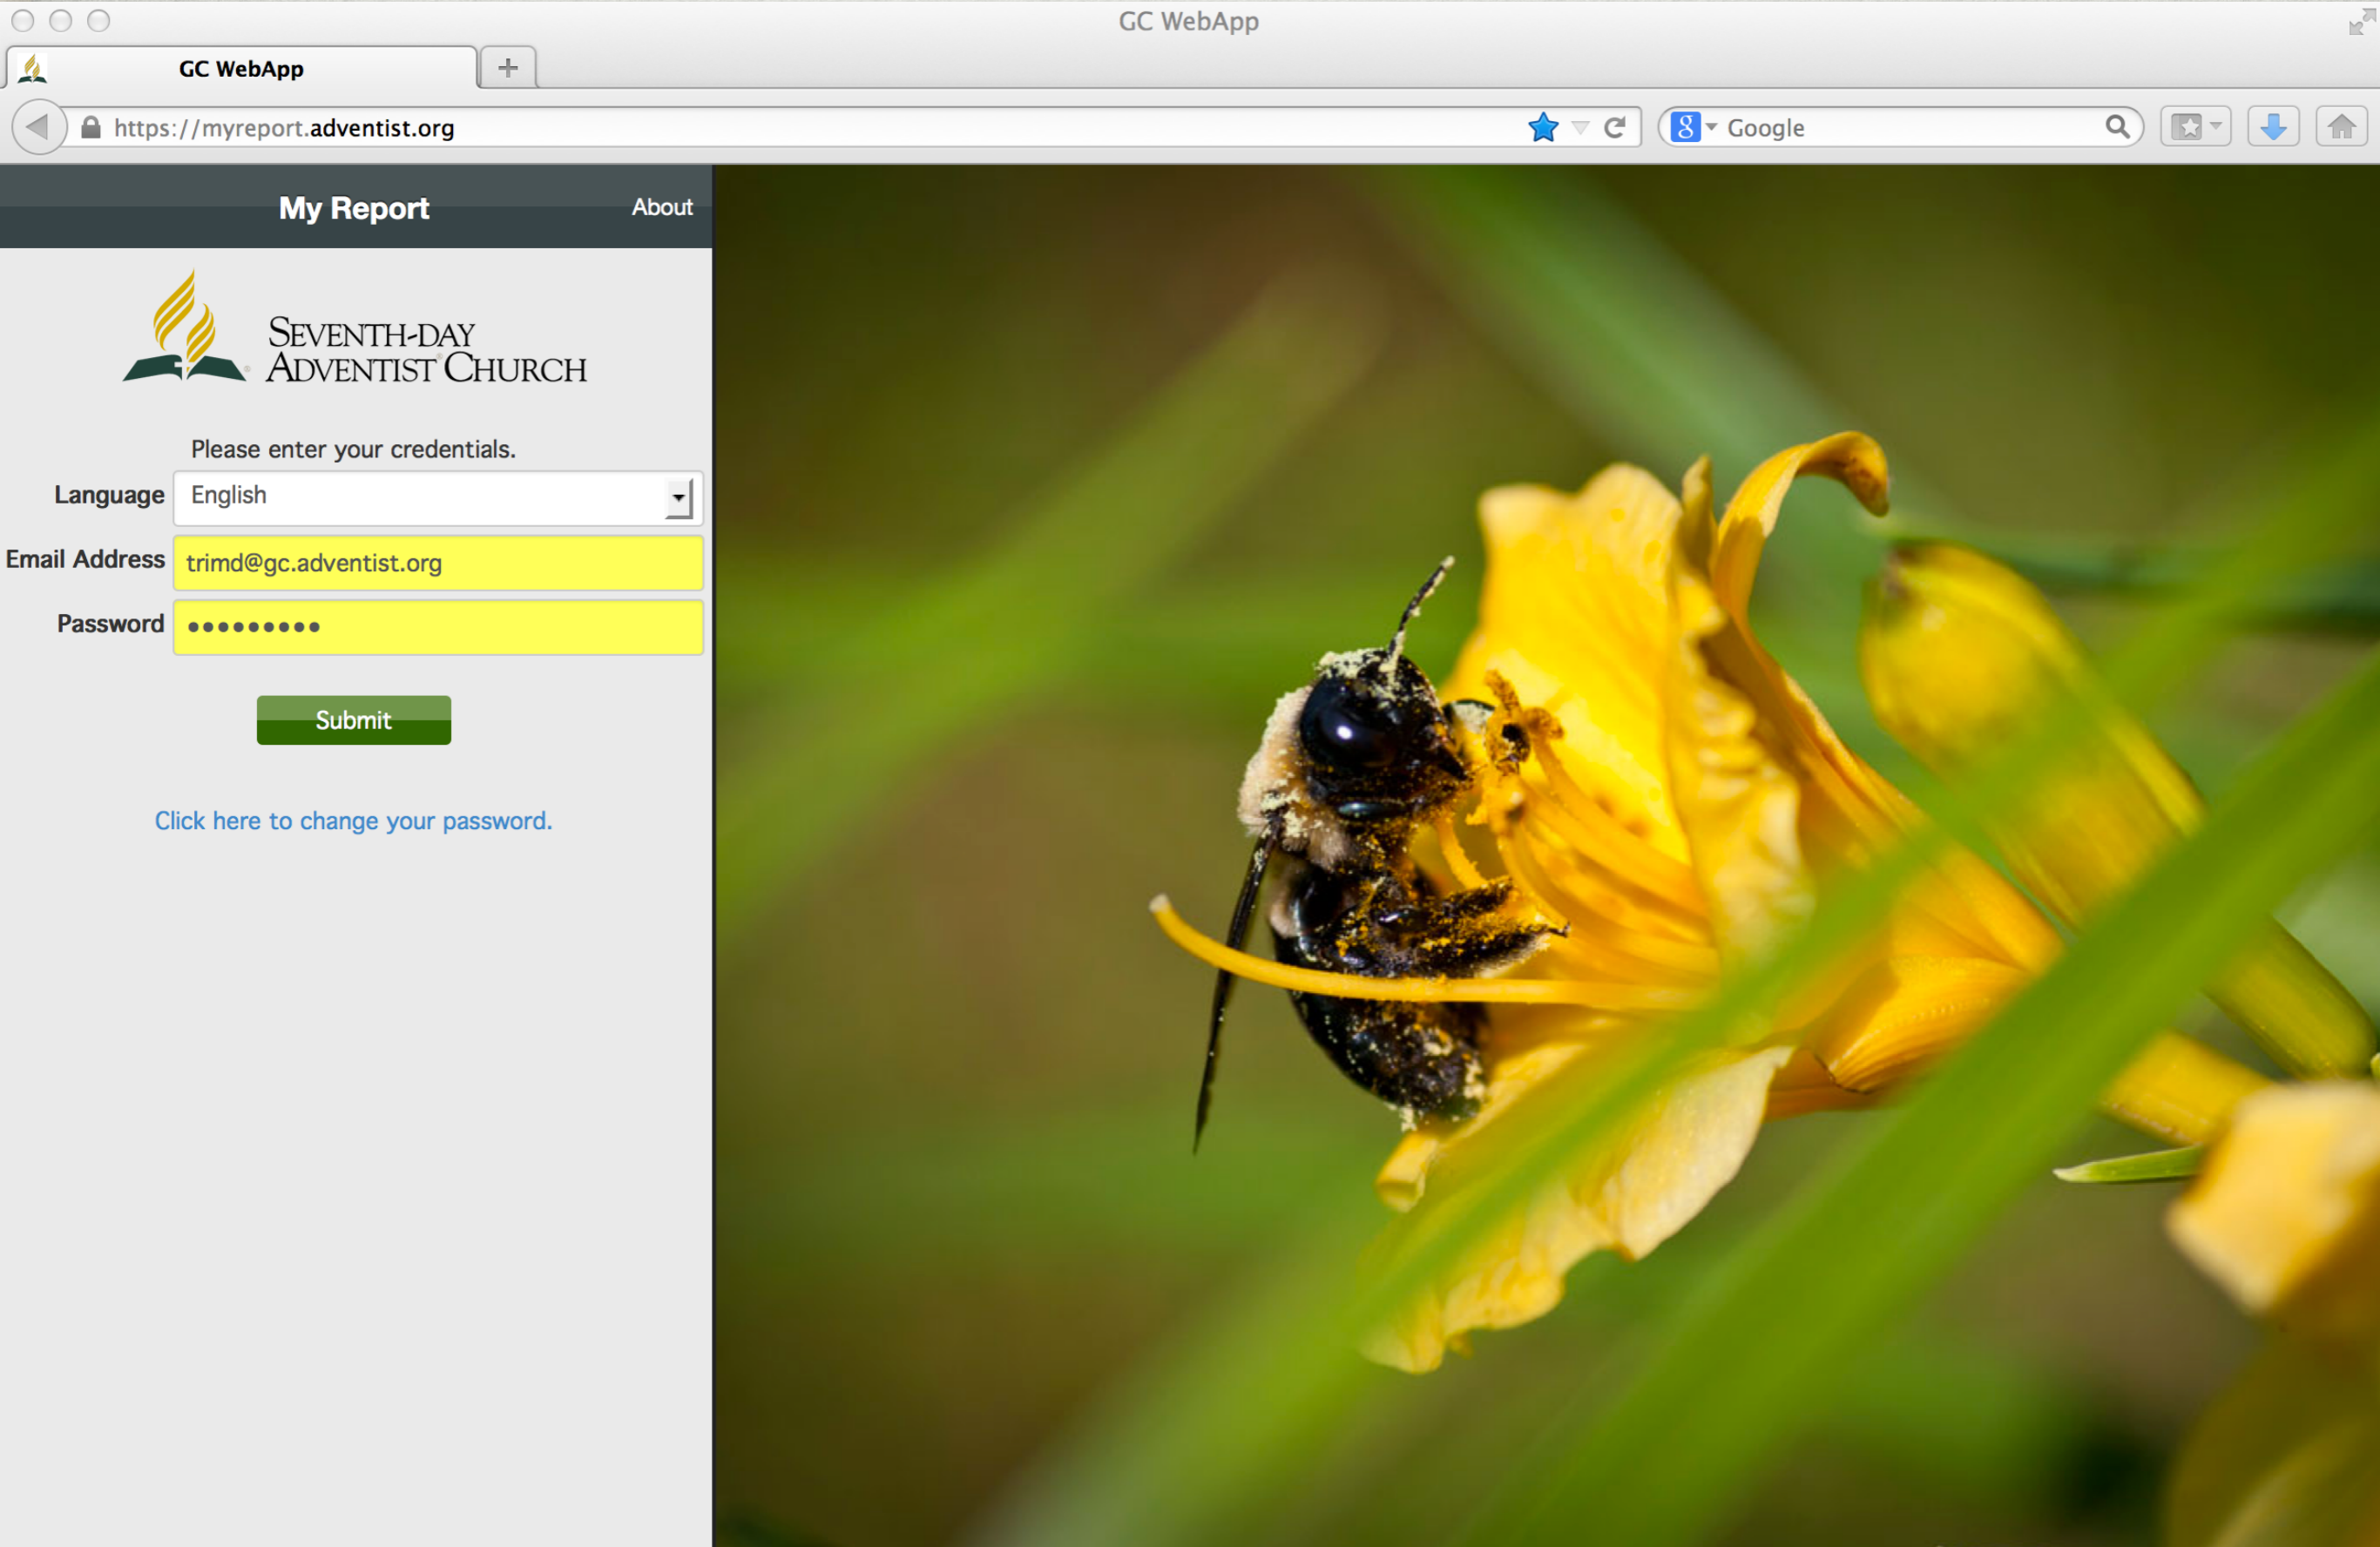 GC WebApp
GC WebApp
https://myreport.adventist.org
Google
My Report
About
SEVENTH-DAY
ADVENTIST CHURCH
Please enter your credentials.
Language English
Email Address trimd@gc.adventist.org
Password •••••••••
Submit
Click here to change your password.